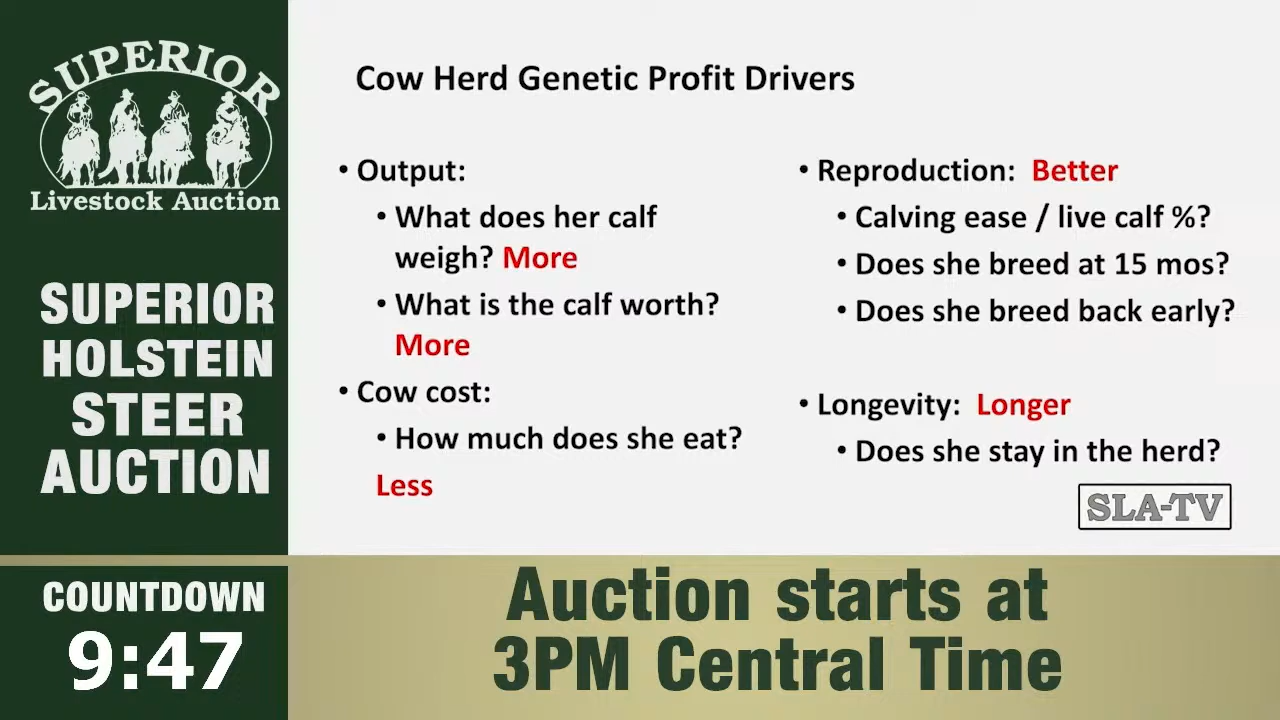 SUPERIOR
Livestock Auction
SUPERIOR
HOLSTEIN
STEER
AUCTION
COUNTDOWN
9:47
Cow Herd Genetic Profit Drivers
• Output:
• What does her calf
weigh? More
• What is the calf worth?
More
• Cow cost:
• How much does she eat?
Less
• Reproduction: Better
• Calving ease / live calf %?
• Does she breed at 15 mos?
• Does she breed back early?
• Longevity: Longer
• Does she stay in the herd?
SLA-TV
Auction starts at
3PM Central Time